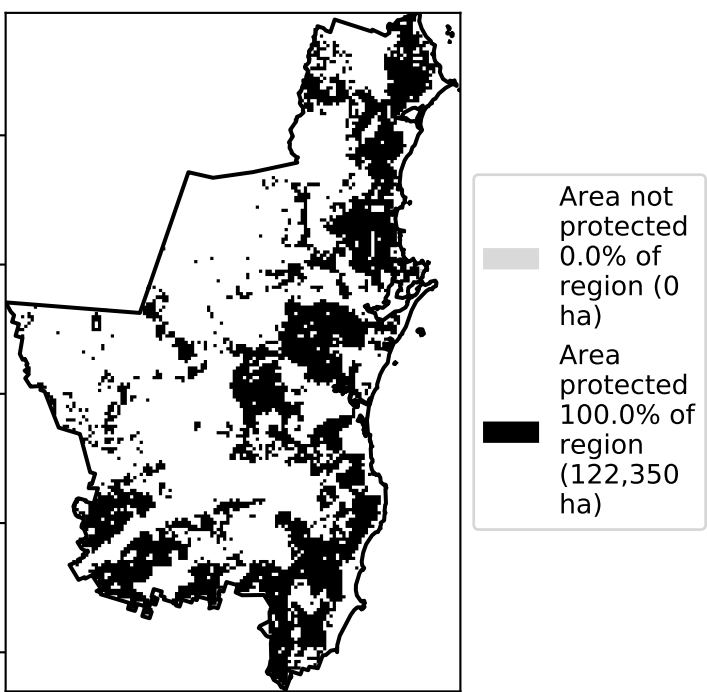 Area not
protected
0.0% of
region (0
ha)
Area
protected
100.0% of
region
(122,350
ha)